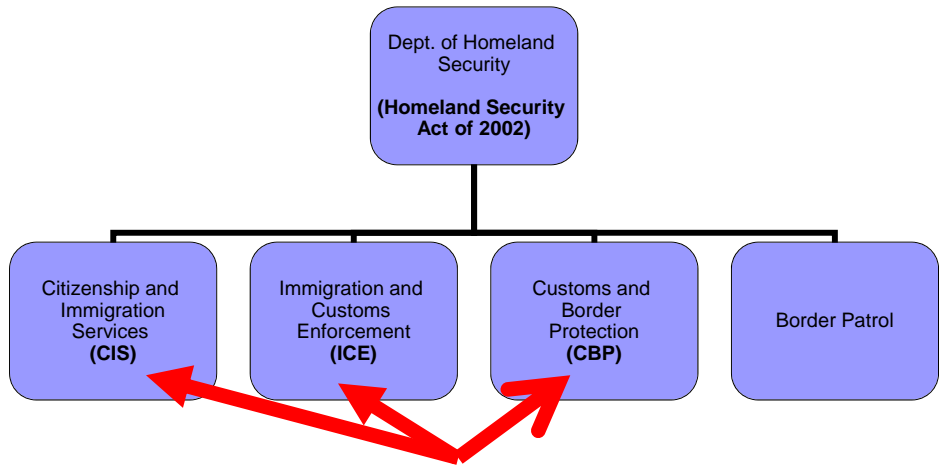 Dept. of Homeland
Security
(Homeland Security
Act of 2002)
Citizenship and
Immigration
Services
(CIS)
Immigration and
Customs
Enforcement
(ICE)
Customs and
Border
Protection
(CBP)
Border Patrol